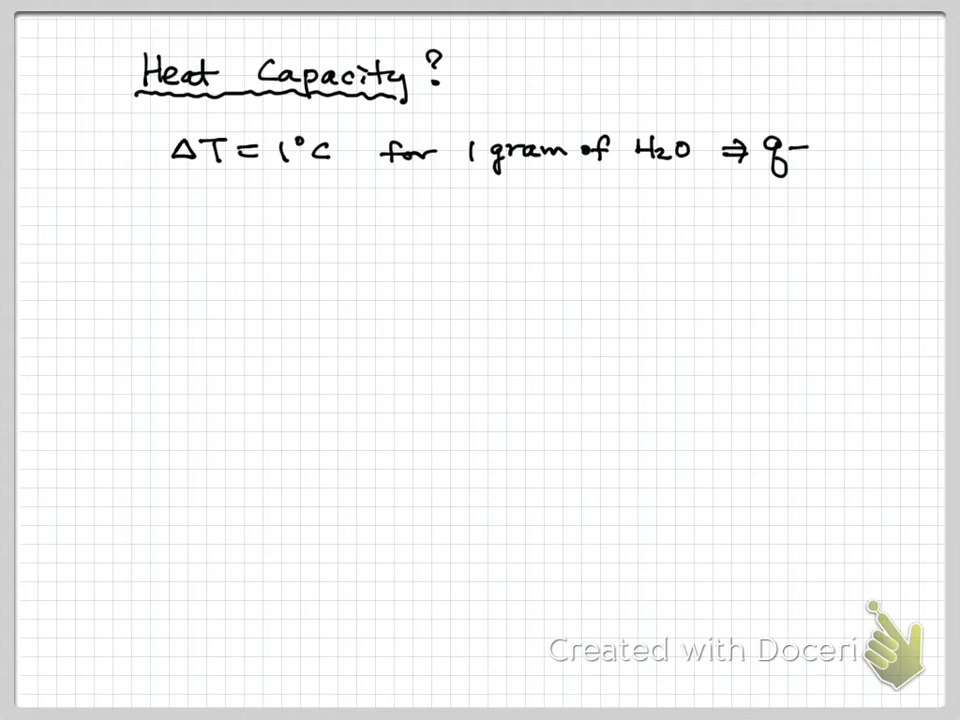 Heat Capacity?
ΔT = 1°C for 1 gram of H2O ⇒ q-
Created with Doceri